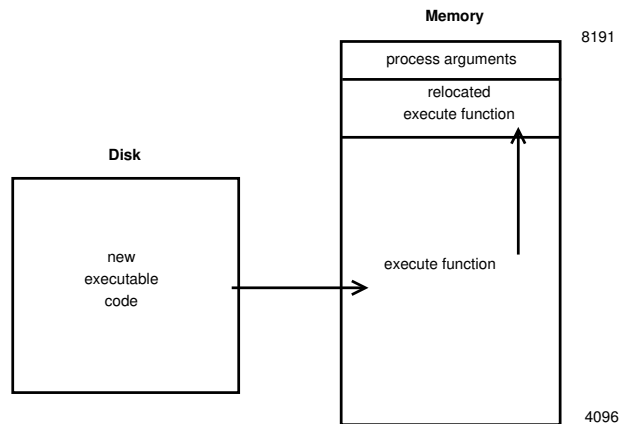 Memory
8191
process arguments
relocated
execute function
Disk
new
executable
code
execute function
4096